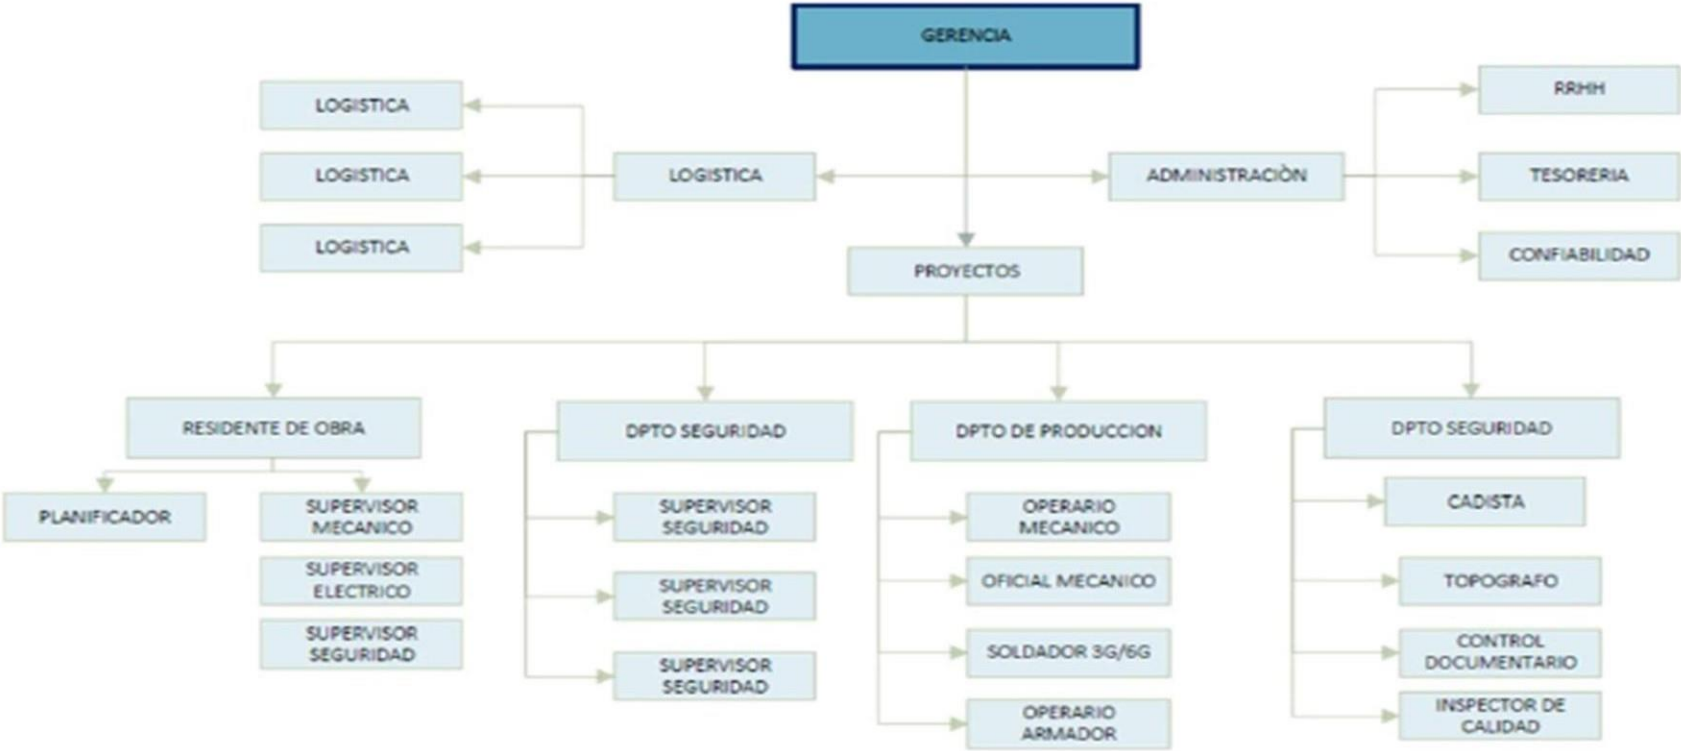 GERENCIA
LOGISTICA
LOGISTICA
LOGISTICA
LOGISTICA
ADMINISTRACIÒN
RRHH
TESORERIA
CONFIABILIDAD
PROYECTOS
RESIDENTE DE OBRA
PLANIFICADOR
SUPERVISOR
MECANICO
SUPERVISOR
ELECTRICO
SUPERVISOR
SEGURIDAD
DPTO SEGURIDAD
SUPERVISOR
SEGURIDAD
SUPERVISOR
SEGURIDAD
SUPERVISOR
SEGURIDAD
DPTO DE PRODUCCION
OPERARIO
MECANICO
OFICIAL MECANICO
SOLDADOR 3G/6G
OPERARIO
ARMADOR
DPTO SEGURIDAD
CADISTA
TOPOGRAFO
CONTROL
DOCUMENTARIO
INSPECTOR DE
CALIDAD